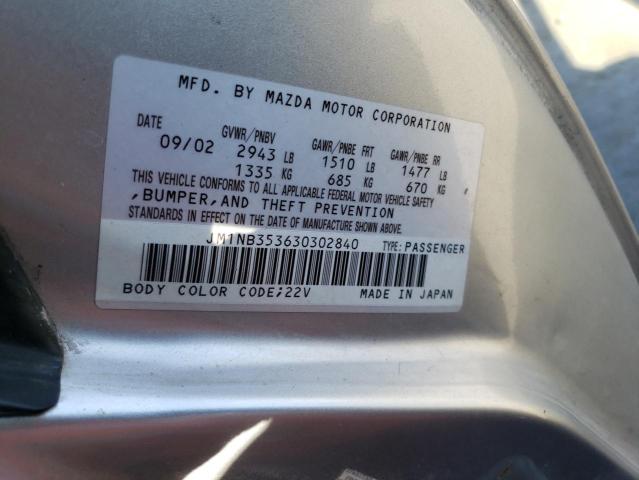 MFD. BY MAZDA MOTOR CORPORATION
DATE GVWR/PNBV GAWR/PNBE FRT GAWR/PNBE RR
09/02 2943 LB 1510 LB 1477 LB
1335 KG 685 KG 670 KG
THIS VEHICLE CONFORMS TO ALL APPLICABLE FEDERAL MOTOR VEHICLE SAFETY
,BUMPER,AND THEFT PREVENTION
STANDARDS IN EFFECT ON THE DATE OF MANUFACTURE SHOWN ABOVE.
JM1NB353630302840 TYPE:PASSENGER
BODY COLOR CODE;22V MADE IN JAPAN